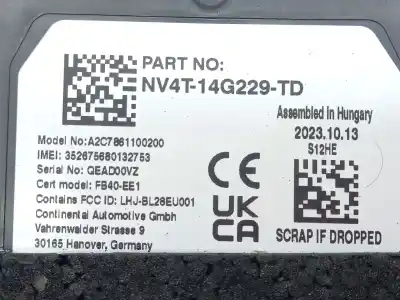 PART NO:
NV4T-14G229-TD
Assembled in Hungary
2023.10.13
S12HE
Model No:A2C7861100200
IMEI: 352675680132753
Serial No: QEAD00VZ
Cert model: FB40-EE1
Contains FCC ID: LHJ-BL28EU001
Continental Automotive GmbH
Vahrenwalder Strasse 9
30165 Hanover, Germany
CE
UK
CA
SCRAP IF DROPPED